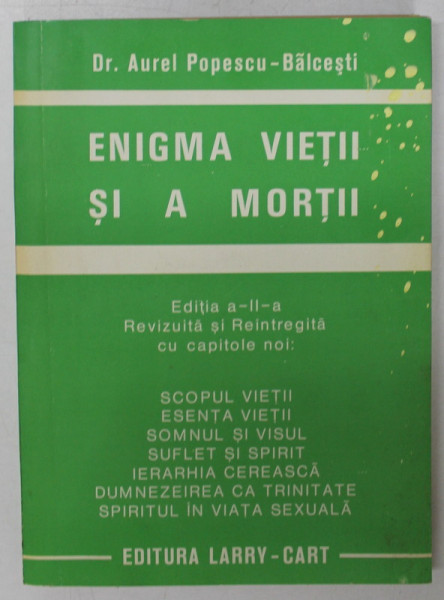 Dr. Aurel Popescu-Bălcești
ENIGMA VIEȚII
ȘI A MORȚII
Ediția a-II-a
Revizuită și Reintregită
cu capitole noi:
SCOPUL VIEȚII
ESENȚA VIEȚII
SOMNUL ȘI VISUL
SUFLET ȘI SPIRIT
IERARHIA CEREASCĂ
DUMNEZEIREA CA TRINITATE
SPIRITUL ÎN VIAȚA SEXUALĂ
EDITURA LARRY-CART